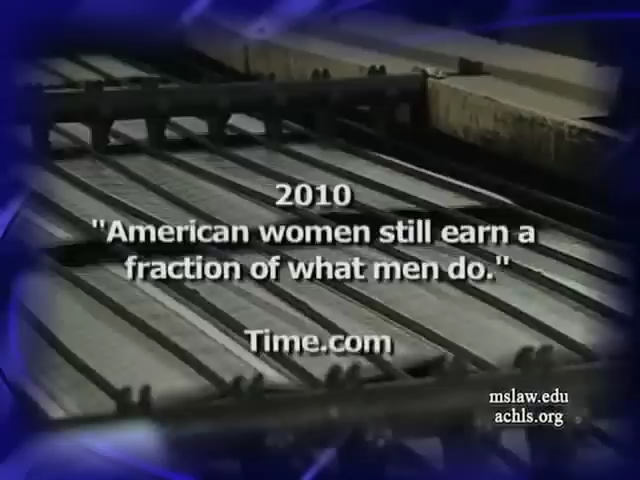 2010
"American women still earn a
fraction of what men do."
Time.com
mslaw.edu
achls.org